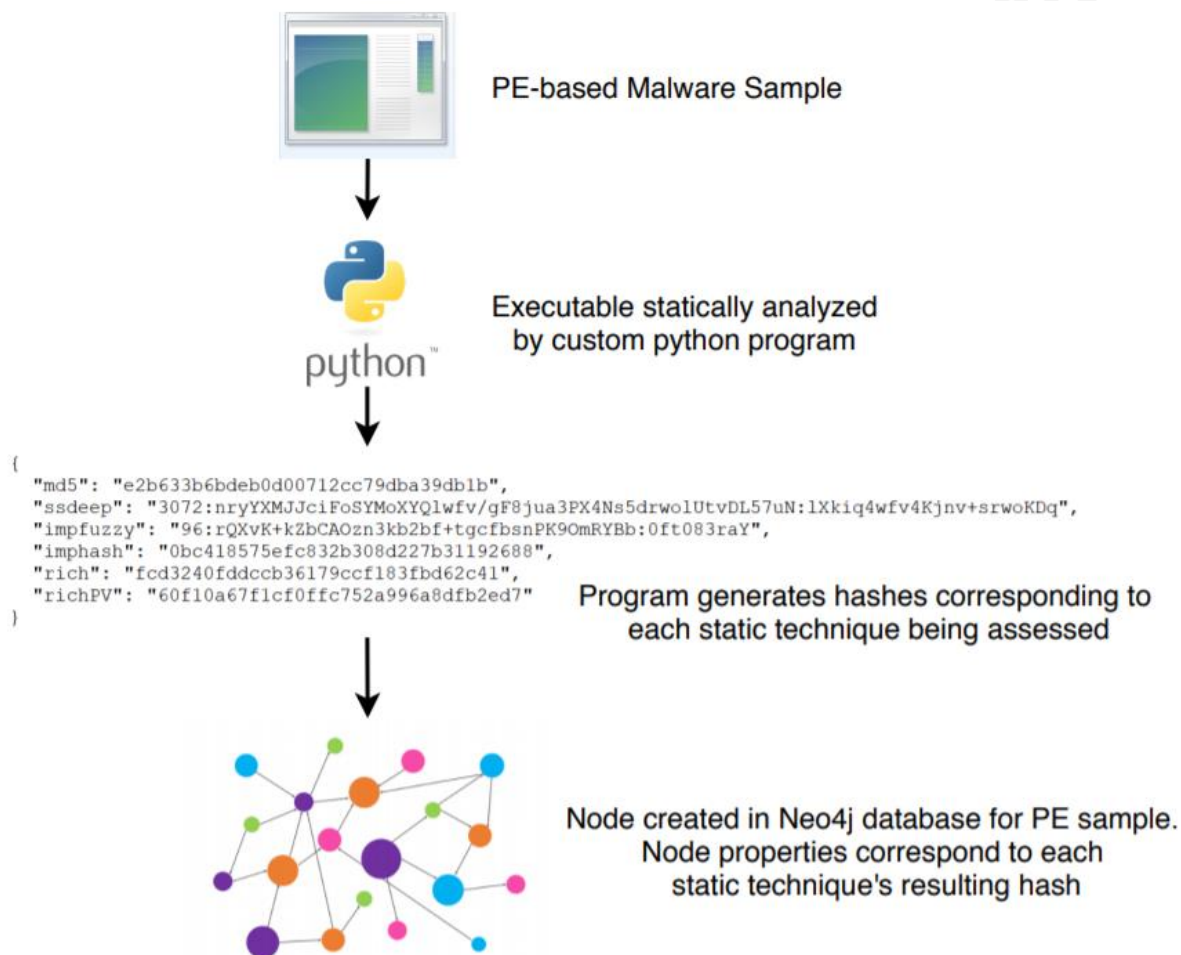 PE-based Malware Sample
python™
Executable statically analyzed
by custom python program
{
"md5": "e2b633b6bdeb0d00712cc79dba39db1b",
"ssdeep": "3072:nryYXMJJciFoSYMoXYQlwfv/gF8jua3PX4Ns5drwolUtvDL57uN:lXkiq4wfv4Kjnv+srwoKDq",
"impfuzzy": "96:rQXvK+kZbCAOzn3kb2bf+tgcfbsnPK9OmRYBb:0ft083raY",
"imphash": "0bc418575efc832b308d227b31192688",
"rich": "fcd3240fddccb36179ccf183fbd62c41",
"richPV": "60f10a67f1cf0ffc752a996a8dfb2ed7"
}
Program generates hashes corresponding to
each static technique being assessed
Node created in Neo4j database for PE sample.
Node properties correspond to each
static technique's resulting hash